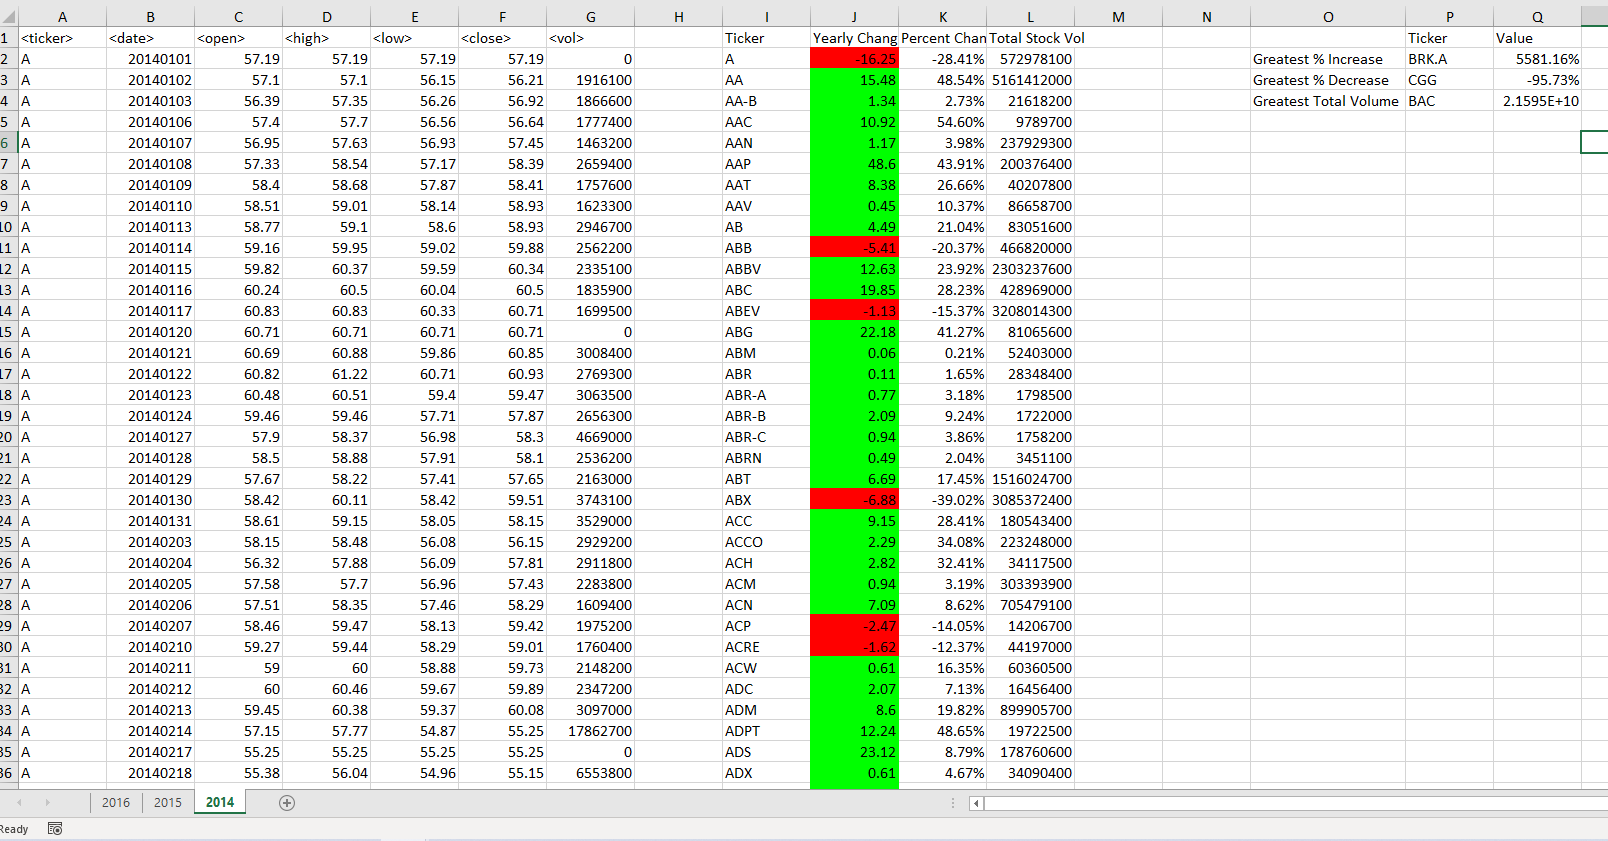 A B C D E F G H I J K L M N O P Q
1 <ticker> <date> <open> <high> <low> <close> <vol> Ticker Yearly Chang Percent Chan Total Stock Vol Ticker Value
2 A 20140101 57.19 57.19 57.19 57.19 0 A -16.25 -28.41% 572978100 Greatest % Increase BRK.A 5581.16%
3 A 20140102 57.1 57.1 56.15 56.21 1916100 AA 15.48 48.54% 5161412000 Greatest % Decrease CGG -95.73%
4 A 20140103 56.39 57.35 56.26 56.92 1866600 AA-B 1.34 2.73% 21618200 Greatest Total Volume BAC 2.1595E+10
5 A 20140106 57.4 57.7 56.56 56.64 1777400 AAC 10.92 54.60% 9789700
6 A 20140107 56.95 57.63 56.93 57.45 1463200 AAN 1.17 3.98% 237929300
7 A 20140108 57.33 58.54 57.17 58.39 2659400 AAP 48.6 43.91% 200376400
8 A 20140109 58.4 58.68 57.87 58.41 1757600 AAT 8.38 26.66% 40207800
9 A 20140110 58.51 59.01 58.14 58.93 1623300 AAV 0.45 10.37% 86658700
10 A 20140113 58.77 59.1 58.6 58.93 2946700 AB 4.49 21.04% 83051600
11 A 20140114 59.16 59.95 59.02 59.88 2562200 ABB -5.41 -20.37% 466820000
12 A 20140115 59.82 60.37 59.59 60.34 2335100 ABBV 12.63 23.92% 2303237600
13 A 20140116 60.24 60.5 60.04 60.5 1835900 ABC 19.85 28.23% 428969000
14 A 20140117 60.83 60.83 60.33 60.71 1699500 ABEV -1.13 -15.37% 3208014300
15 A 20140120 60.71 60.71 60.71 60.71 0 ABG 22.18 41.27% 81065600
16 A 20140121 60.69 60.88 59.86 60.85 3008400 ABM 0.06 0.21% 52403000
17 A 20140122 60.82 61.22 60.71 60.93 2769300 ABR 0.11 1.65% 28348400
18 A 20140123 60.48 60.51 59.4 59.47 3063500 ABR-A 0.77 3.18% 1798500
19 A 20140124 59.46 59.46 57.71 57.87 2656300 ABR-B 2.09 9.24% 1722000
20 A 20140127 57.9 58.37 56.98 58.3 4669000 ABR-C 0.94 3.86% 1758200
21 A 20140128 58.5 58.88 57.91 58.1 2536200 ABRN 0.49 2.04% 3451100
22 A 20140129 57.67 58.22 57.41 57.65 2163000 ABT 6.69 17.45% 1516024700
23 A 20140130 58.42 60.11 58.42 59.51 3743100 ABX -6.88 -39.02% 3085372400
24 A 20140131 58.61 59.15 58.05 58.15 3529000 ACC 9.15 28.41% 180543400
25 A 20140203 58.15 58.48 56.08 56.15 2929200 ACCO 2.29 34.08% 223248000
26 A 20140204 56.32 57.88 56.09 57.81 2911800 ACH 2.82 32.41% 34117500
27 A 20140205 57.58 57.7 56.96 57.43 2283800 ACM 0.94 3.19% 303393900
28 A 20140206 57.51 58.35 57.46 58.29 1609400 ACN 7.09 8.62% 705479100
29 A 20140207 58.46 59.47 58.13 59.42 1975200 ACP -2.47 -14.05% 14206700
30 A 20140210 59.27 59.44 58.29 59.01 1760400 ACRE -1.62 -12.37% 44197000
31 A 20140211 59 60 58.88 59.73 2148200 ACW 0.61 16.35% 60360500
32 A 20140212 60 60.46 59.67 59.89 2347200 ADC 2.07 7.13% 16456400
33 A 20140213 59.45 60.38 59.37 60.08 3097000 ADM 8.6 19.82% 899905700
34 A 20140214 57.15 57.77 54.87 55.25 17862700 ADPT 12.24 48.65% 19722500
35 A 20140217 55.25 55.25 55.25 55.25 0 ADS 23.12 8.79% 178760600
36 A 20140218 55.38 56.04 54.96 55.15 6553800 ADX 0.61 4.67% 34090400
2016 2015 2014
Ready